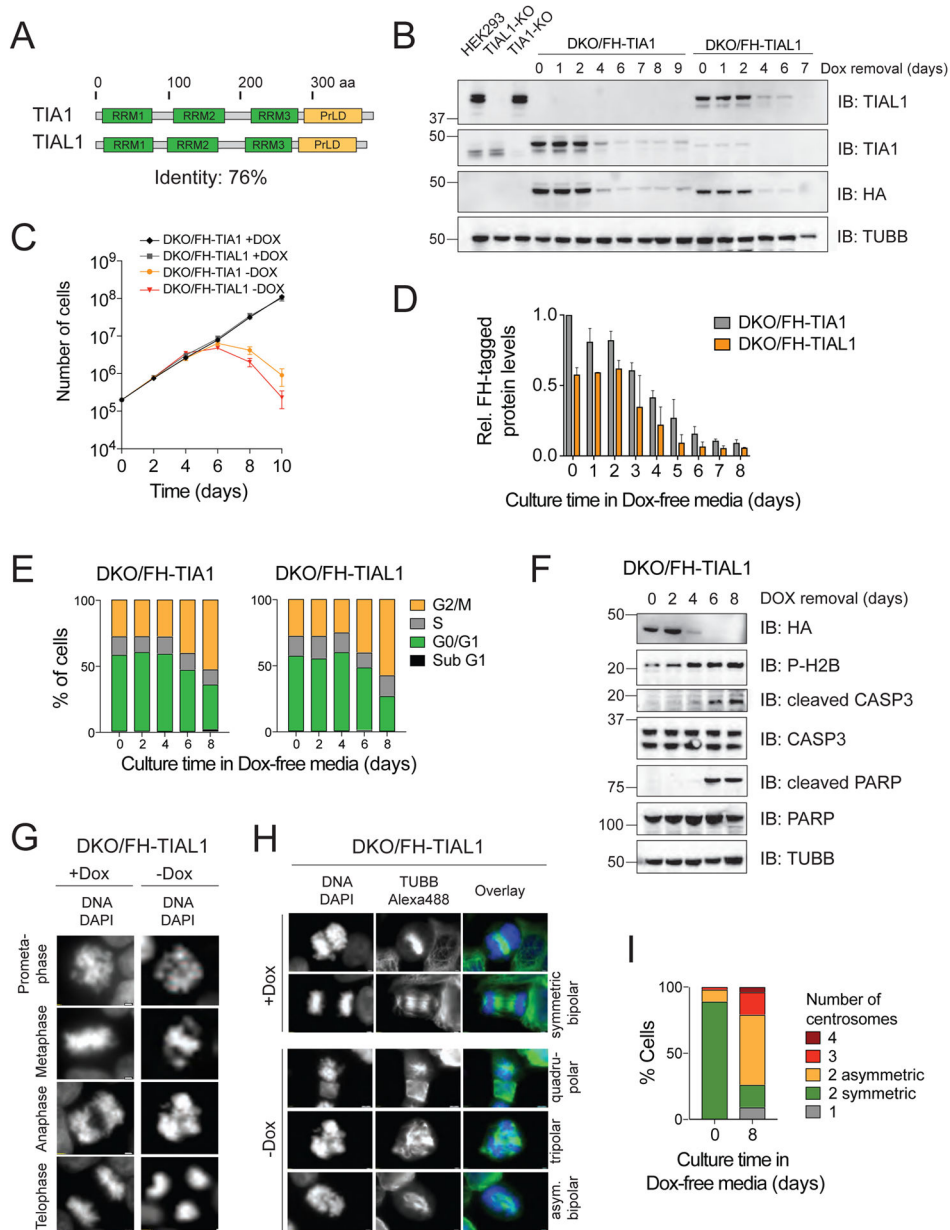 A
0 100 200 300 aa
TIA1 RRM1 RRM2 RRM3 PrLD
TIAL1 RRM1 RRM2 RRM3 PrLD
Identity: 76%
B
HEK293 TIAL1-KO TIA1-KO DKO/FH-TIA1 DKO/FH-TIAL1
0 1 2 4 6 7 8 9 0 1 2 4 6 7 Dox removal (days)
IB: TIAL1
37
50 IB: TIA1
50 IB: HA
50 IB: TUBB
C
DKO/FH-TIA1 +DOX
DKO/FH-TIAL1 +DOX
DKO/FH-TIA1 -DOX
DKO/FH-TIAL1 -DOX
Number of cells
10⁹
10⁸
10⁷
10⁶
10⁵
10⁴
0 2 4 6 8 10
Time (days)
D
Rel. FH-tagged
protein levels
1.0
0.5
0.0
DKO/FH-TIA1
DKO/FH-TIAL1
0 1 2 3 4 5 6 7 8
Culture time in Dox-free media (days)
E
DKO/FH-TIA1 DKO/FH-TIAL1
% of cells
100
50
0
100
50
0
G2/M
S
G0/G1
Sub G1
0 2 4 6 8 0 2 4 6 8
Culture time in Dox-free media (days)
F
DKO/FH-TIAL1
0 2 4 6 8 DOX removal (days)
50 IB: HA
20 IB: P-H2B
20 IB: cleaved CASP3
37
IB: CASP3
75 IB: cleaved PARP
100 IB: PARP
50 IB: TUBB
G
DKO/FH-TIAL1
+Dox -Dox
DNA DNA
DAPI DAPI
Prometa-
phase
Metaphase
Anaphase
Telophase
H
DKO/FH-TIAL1
DNA TUBB Overlay
DAPI Alexa488
+Dox
symmetric
bipolar
-Dox
quadru-
polar
tripolar
asym.
bipolar
I
% Cells
100
50
0
0 8
Culture time in
Dox-free media (days)
Number of
centrosomes
4
3
2 asymmetric
2 symmetric
1